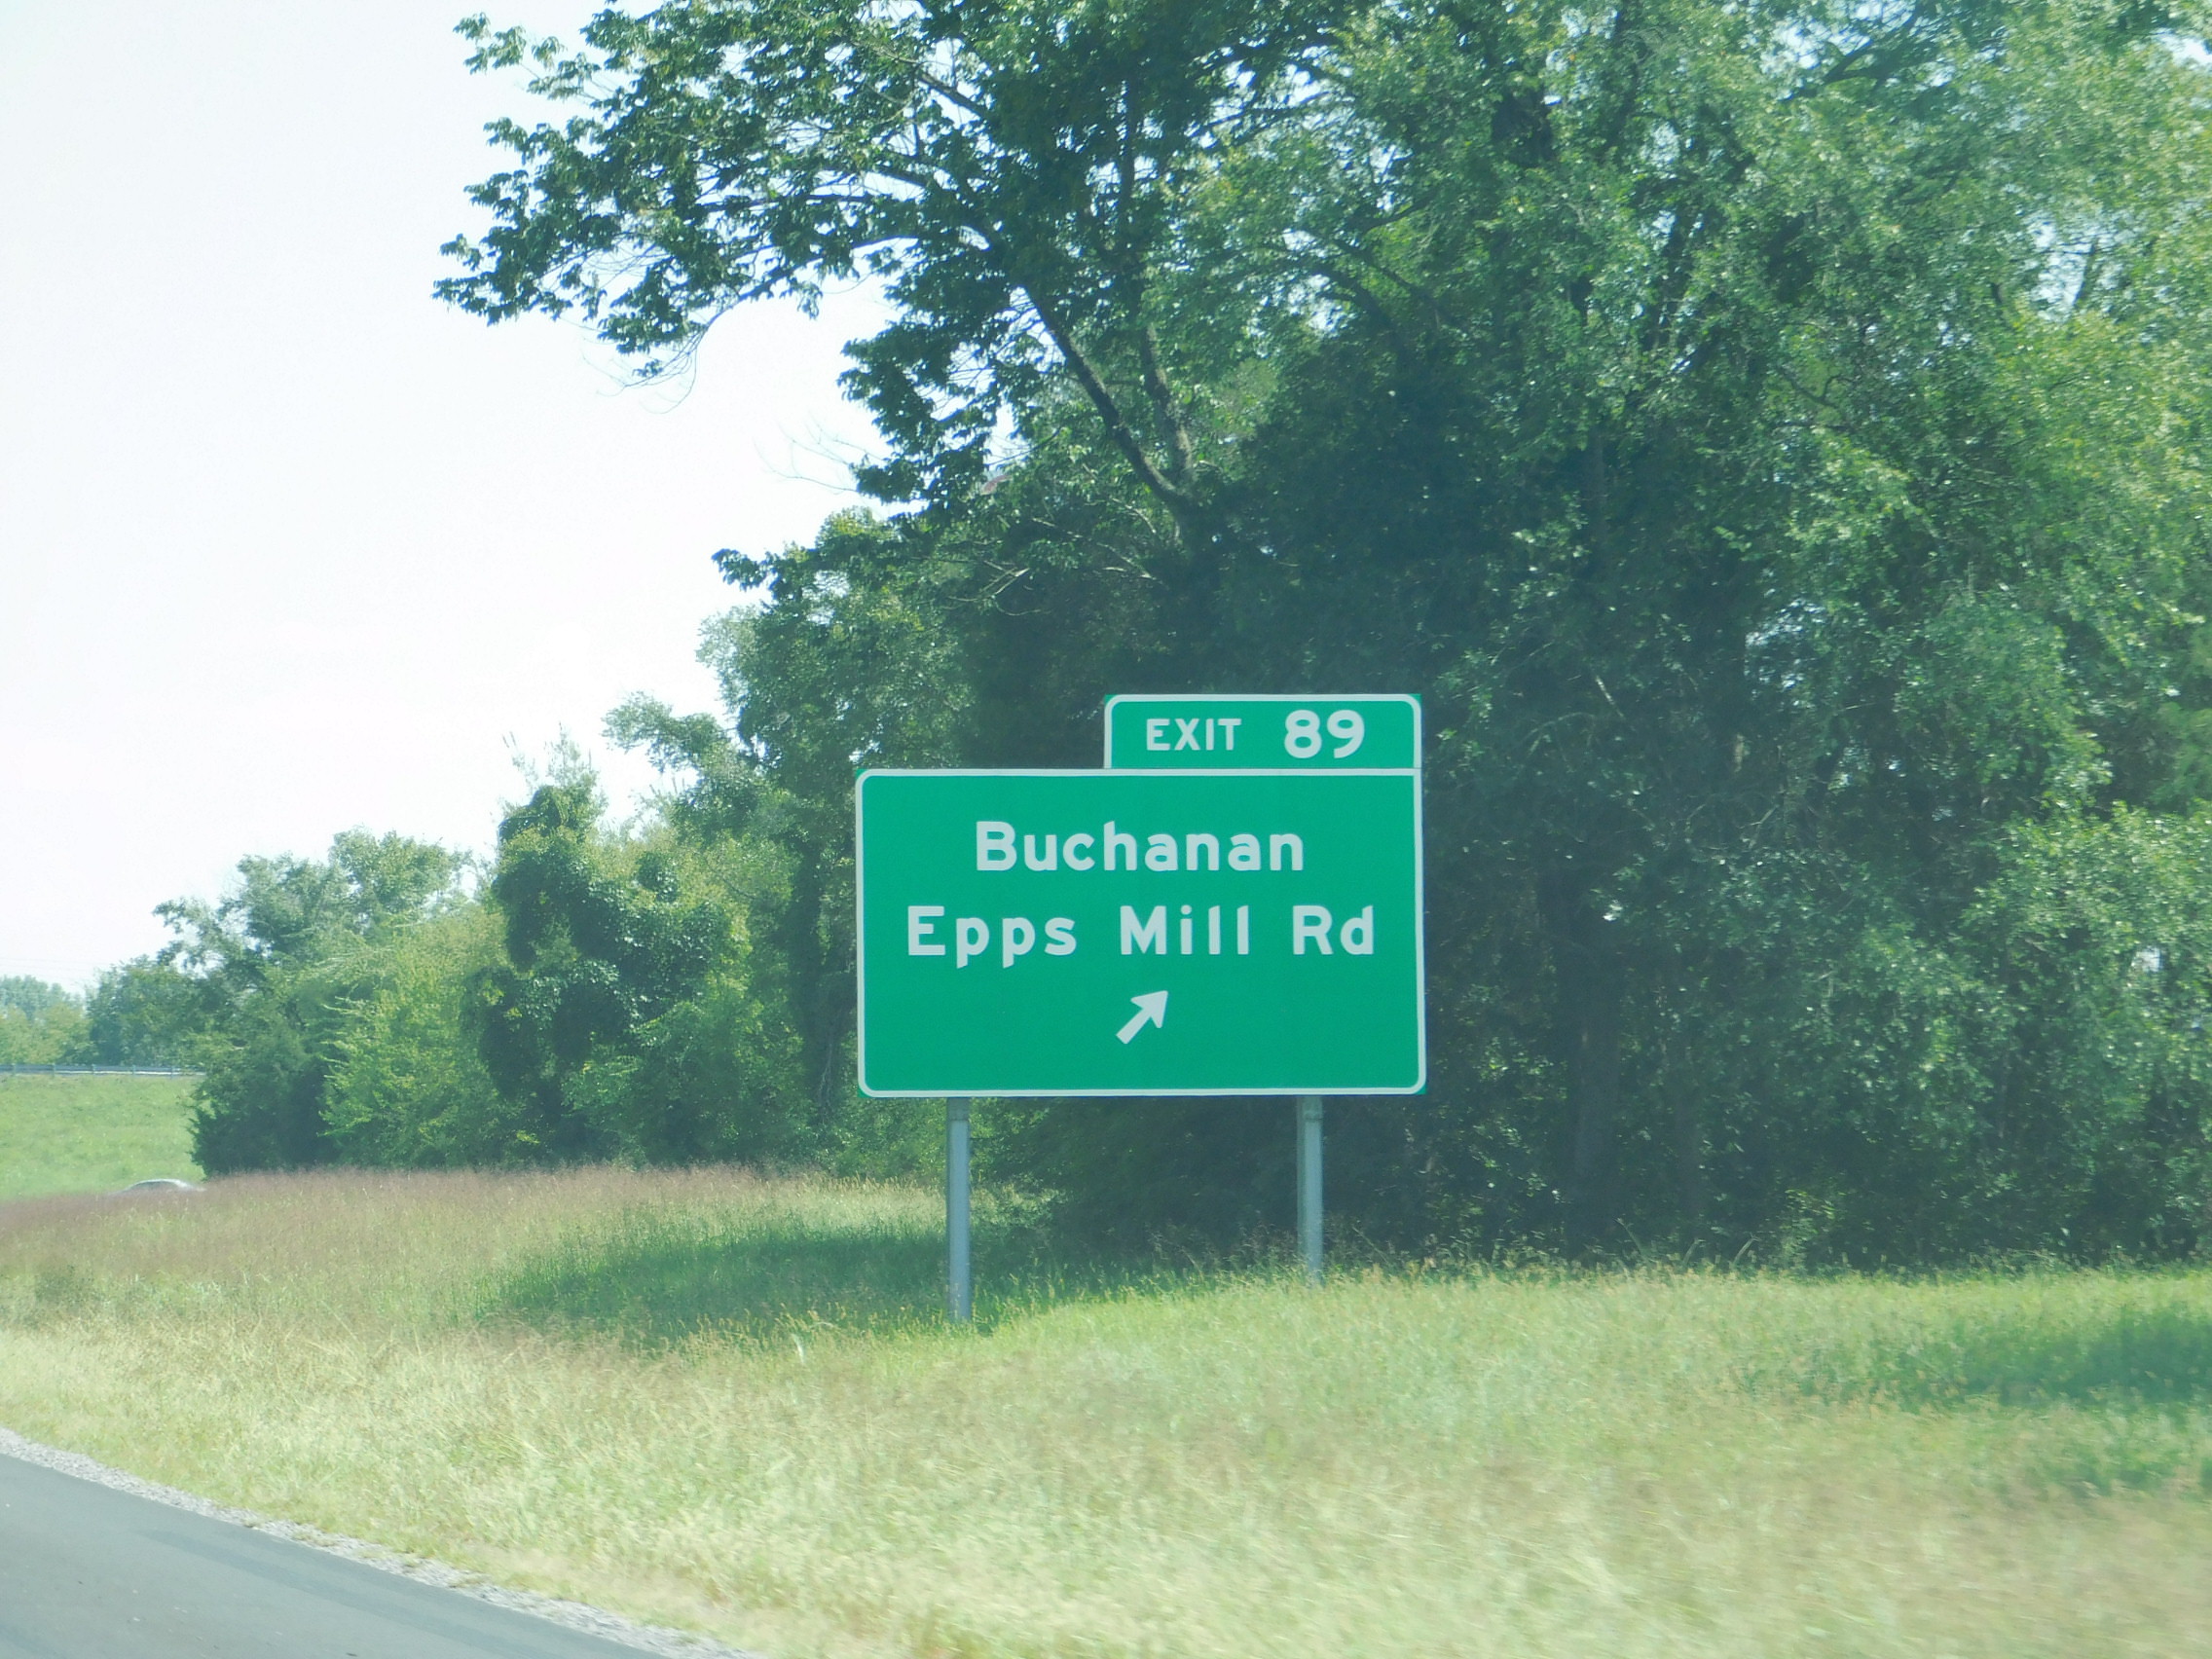 EXIT 89
Buchanan
Epps Mill Rd